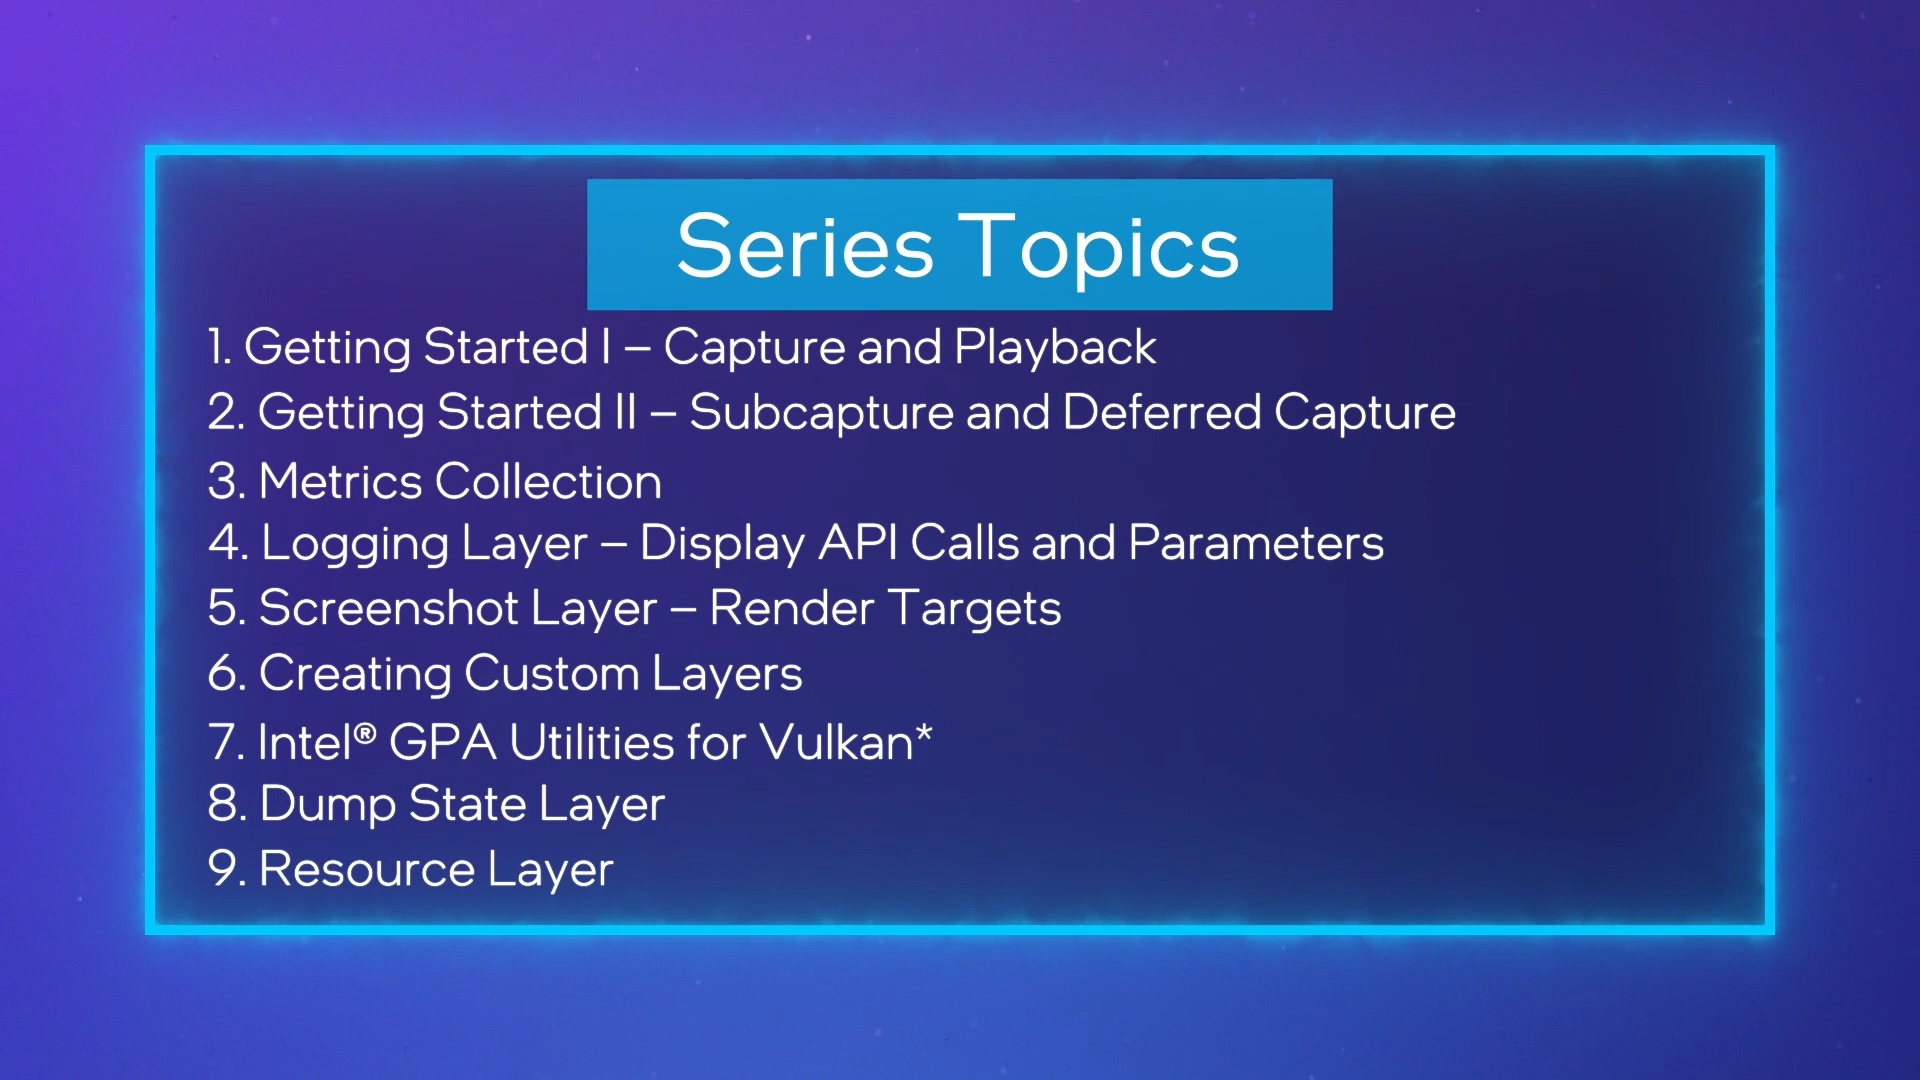 Series Topics
1. Getting Started I – Capture and Playback
2. Getting Started II – Subcapture and Deferred Capture
3. Metrics Collection
4. Logging Layer – Display API Calls and Parameters
5. Screenshot Layer – Render Targets
6. Creating Custom Layers
7. Intel® GPA Utilities for Vulkan*
8. Dump State Layer
9. Resource Layer